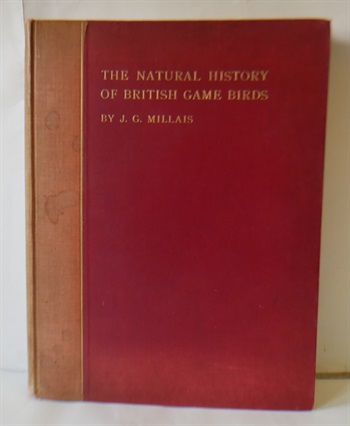 THE NATURAL HISTORY
OF BRITISH GAME BIRDS
BY J. G. MILLAIS